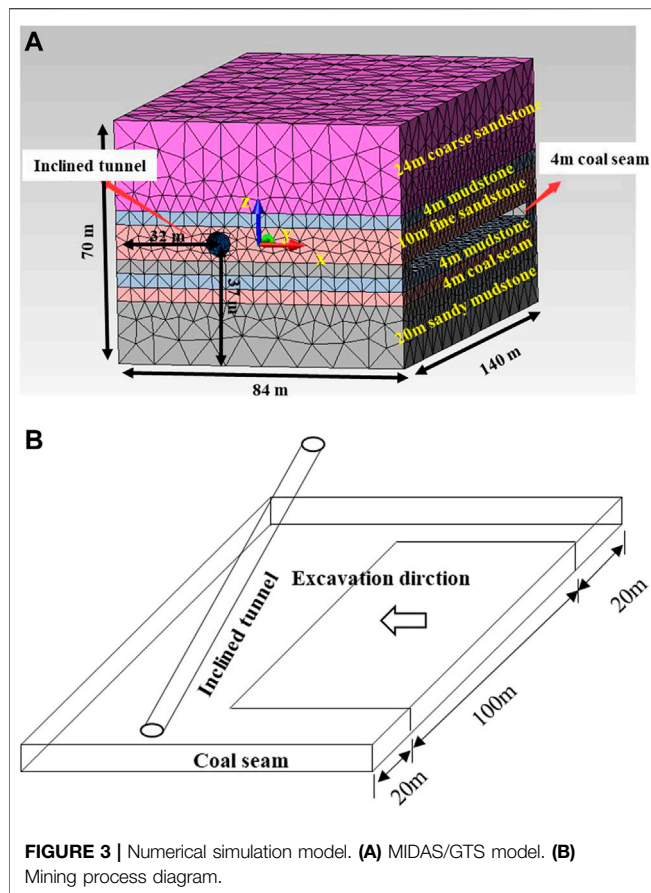 A
Inclined tunnel
24m coarse sandstone
4m mudstone
10m fine sandstone
4m mudstone
4m coal seam
20m sandy mudstone
4m coal seam
70 m
32 m
37 m
z
Y
x
84 m
140 m
B
Inclined tunnel
Excavation dirction
Coal seam
20m
100m
20m
FIGURE 3 | Numerical simulation model. (A) MIDAS/GTS model. (B)
Mining process diagram.